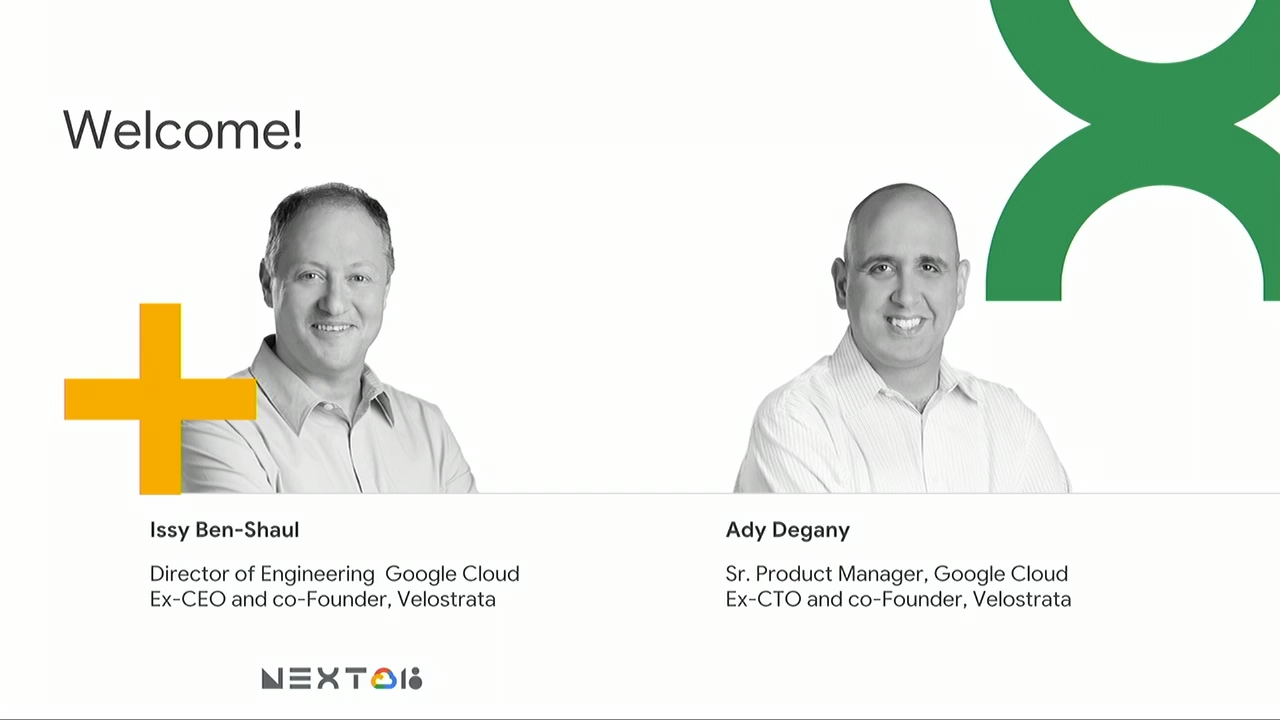 Welcome!
Issy Ben-Shaul
Director of Engineering  Google Cloud
Ex-CEO and co-Founder, Velostrata
Ady Degany
Sr. Product Manager, Google Cloud
Ex-CTO and co-Founder, Velostrata
NEXT 18